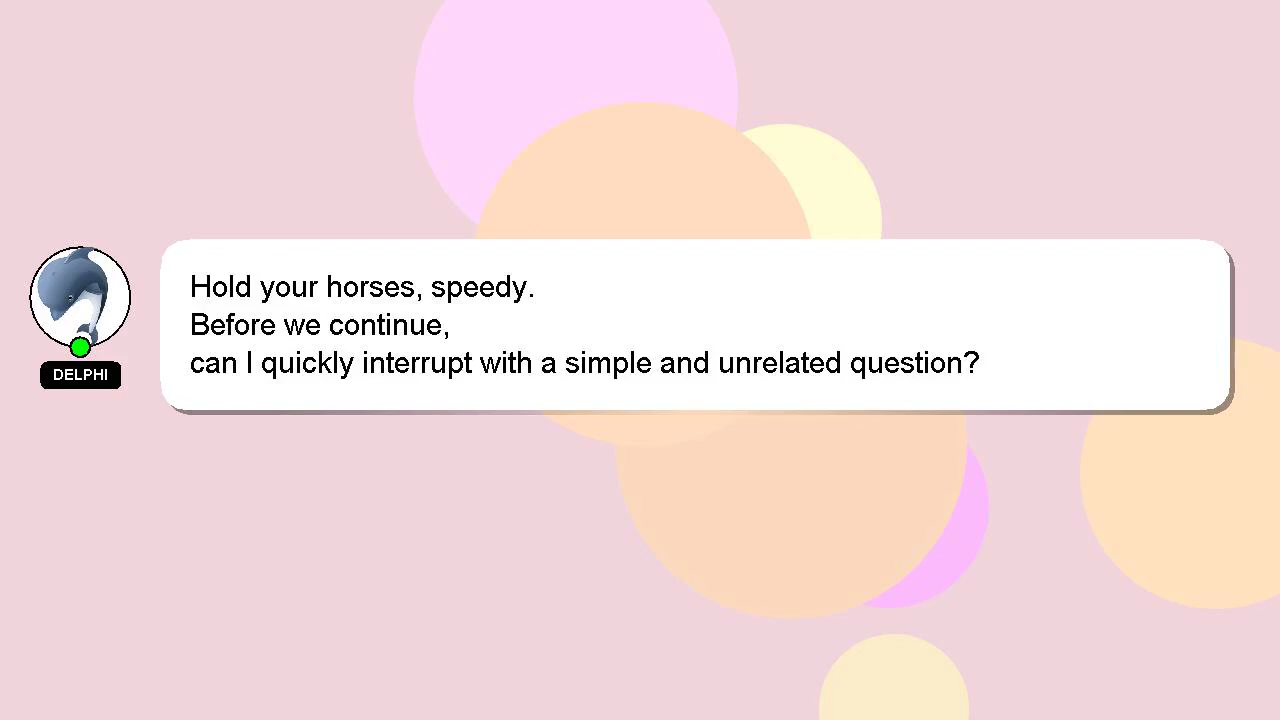 Hold your horses, speedy.
Before we continue,
can I quickly interrupt with a simple and unrelated question?
DELPHI